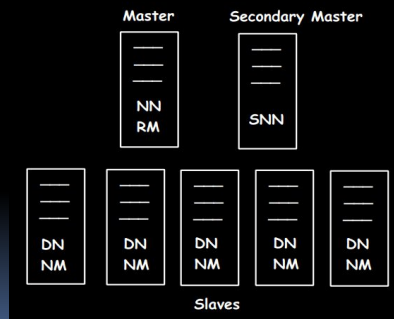 Master
Secondary Master
NN
RM
SNN
DN
NM
DN
NM
DN
NM
DN
NM
DN
NM
Slaves